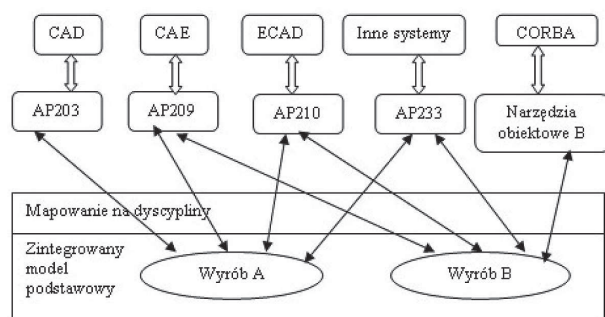 CAD
CAE
ECAD
Inne systemy
CORBA
AP203
AP209
AP210
AP233
Narzędzia
obiektowe B
Mapowanie na dyscypliny
Zintegrowany
model
podstawowy
Wyrób A
Wyrób B